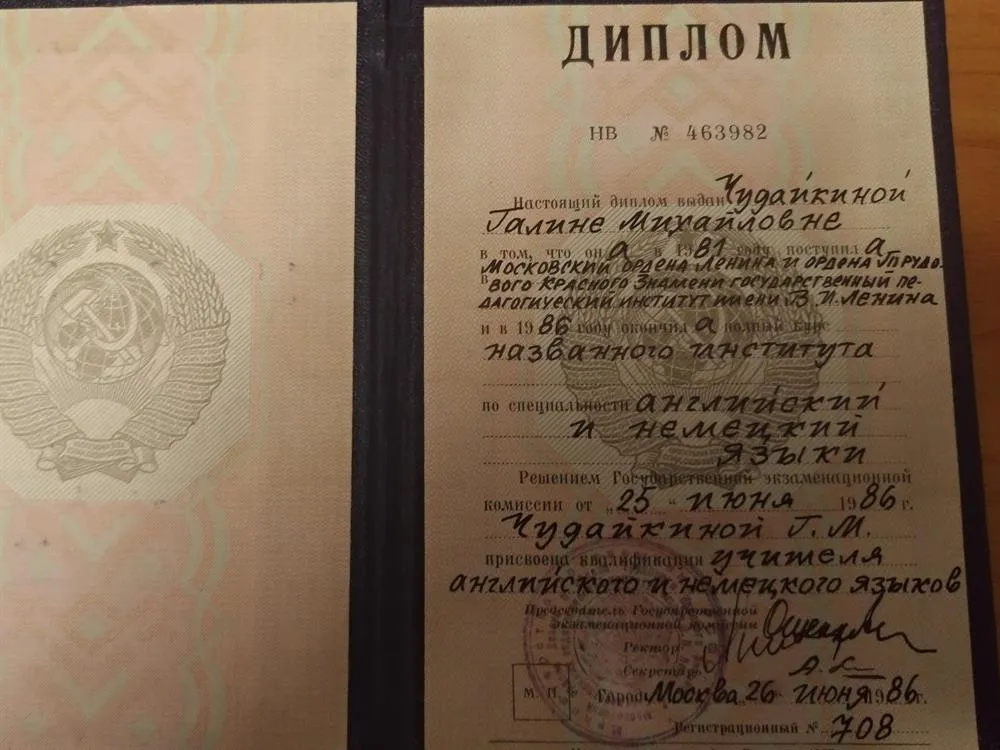 ДИПЛОМ
НВ № 463982
Настоящий диплом выдан Чудайкиной
Галине Михайловне
в том, что она в 1981 году поступила
в Московский ордена Ленина и ордена Трудо-
вого Красного Знамени государственный пе-
дагогический институт имени В.И. Ленина
и в 1986 году окончила полный курс
названного института
по специальности английский
и немецкий
языки
Решением Государственной экзаменационной
комиссии от „25" июня 1986 г.
Чудайкиной Г. М.
присвоена квалификация учителя
английского и немецкого языков
Председатель Государственной
экзаменационной комиссии
Ректор
Секретарь
М. П.
Город Москва, 26 июня 1986 г.
Регистрационный № 708